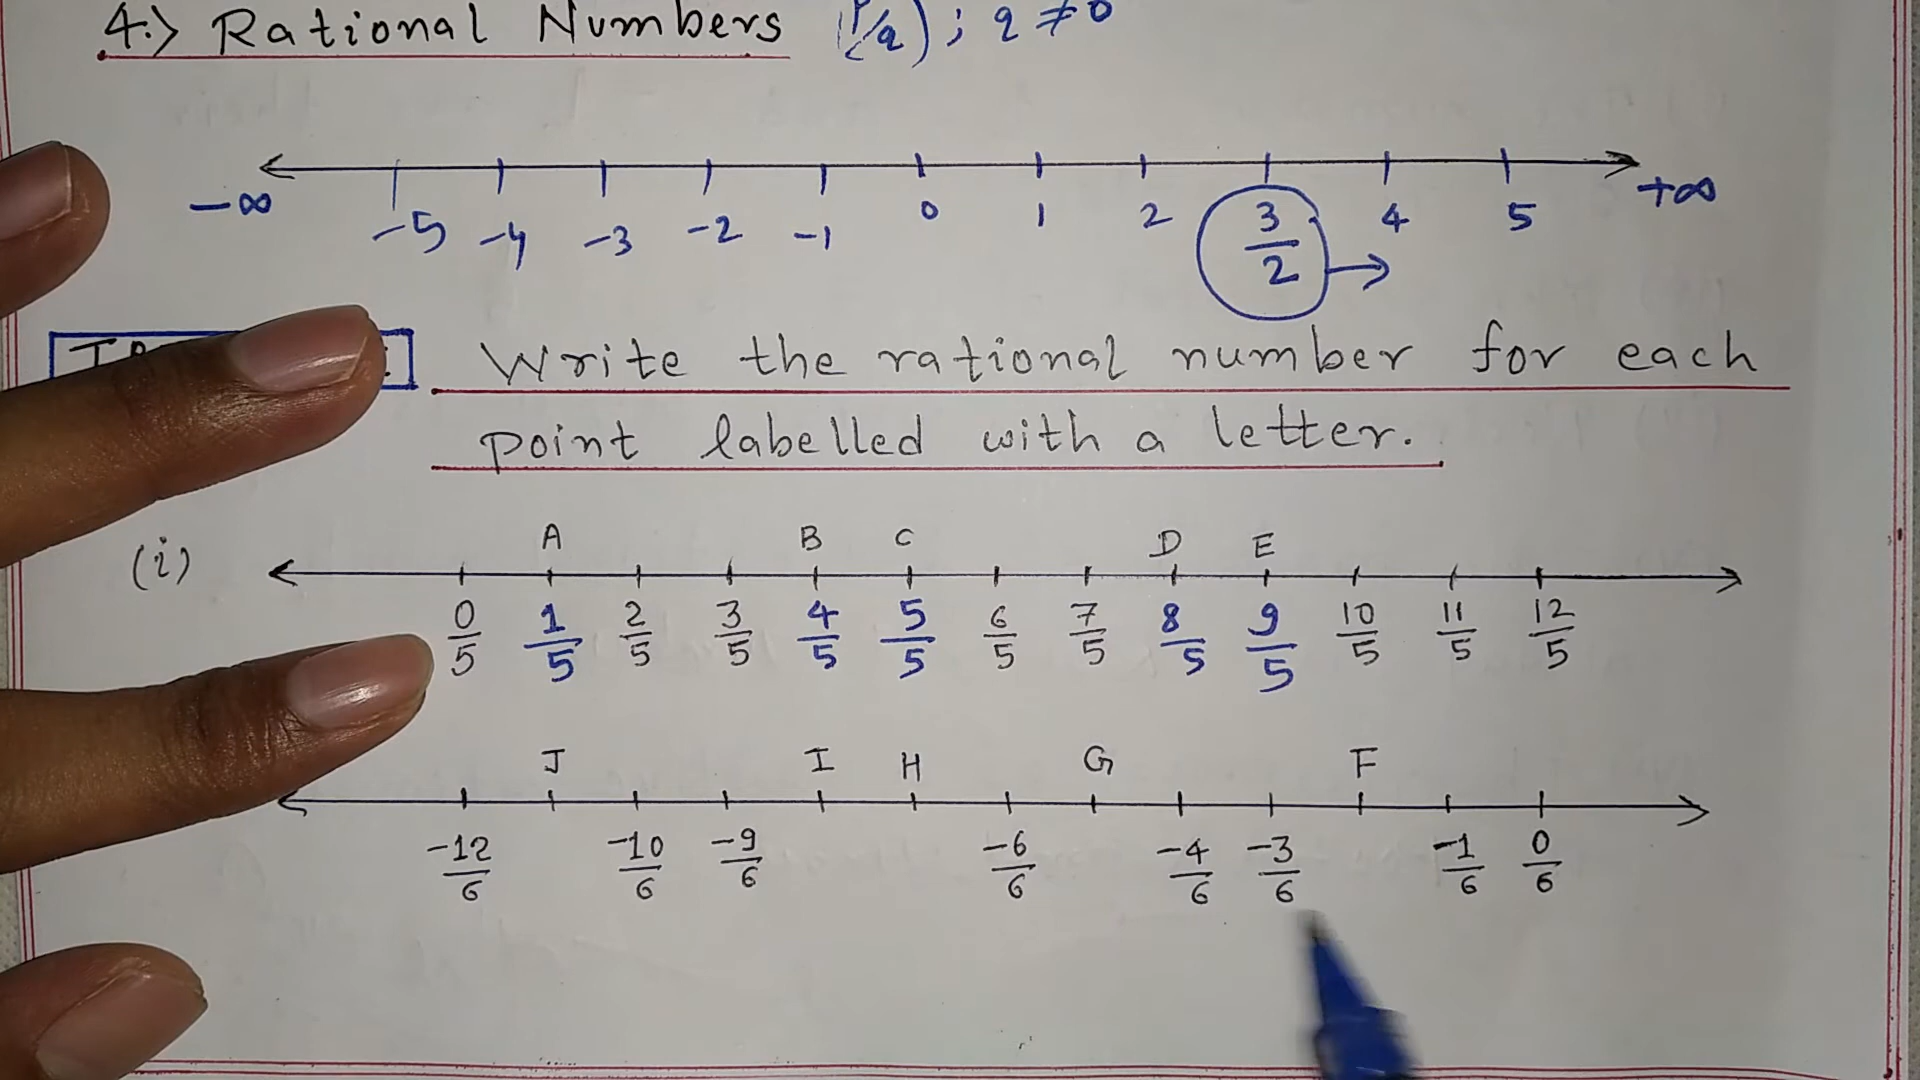 4.> Rational Numbers (P/q) ; q ≠ 0
-∞ -5 -4 -3 -2 -1 0 1 2 3/2 4 5 +∞
Write the rational number for each
point labelled with a letter.
A B C D E
(i) 0/5 1/5 2/5 3/5 4/5 5/5 6/5 7/5 8/5 9/5 10/5 11/5 12/5
J I H G F
-12/6 -10/6 -9/6 -6/6 -4/6 -3/6 -1/6 0/6